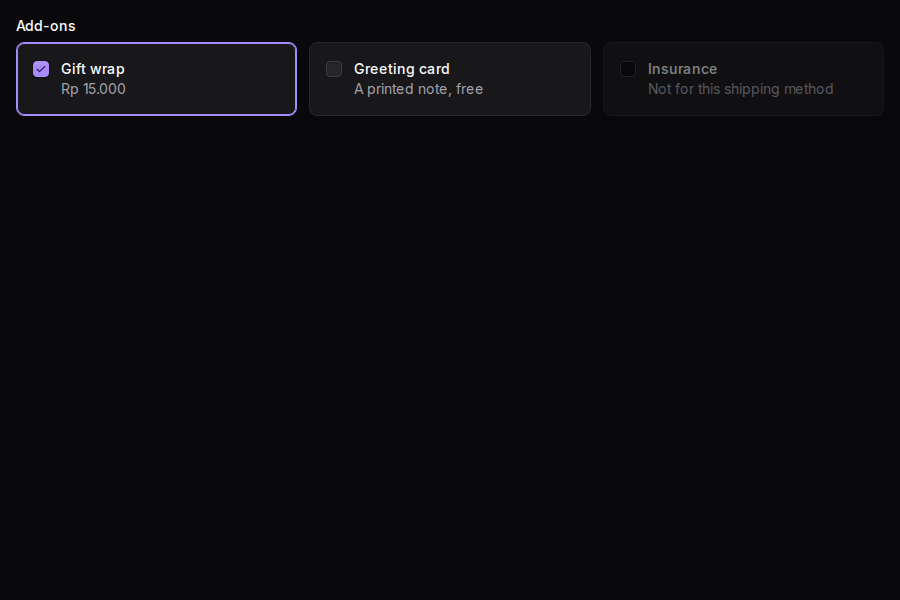 Add-ons
Gift wrap
Rp 15.000
Greeting card
A printed note, free
Insurance
Not for this shipping method